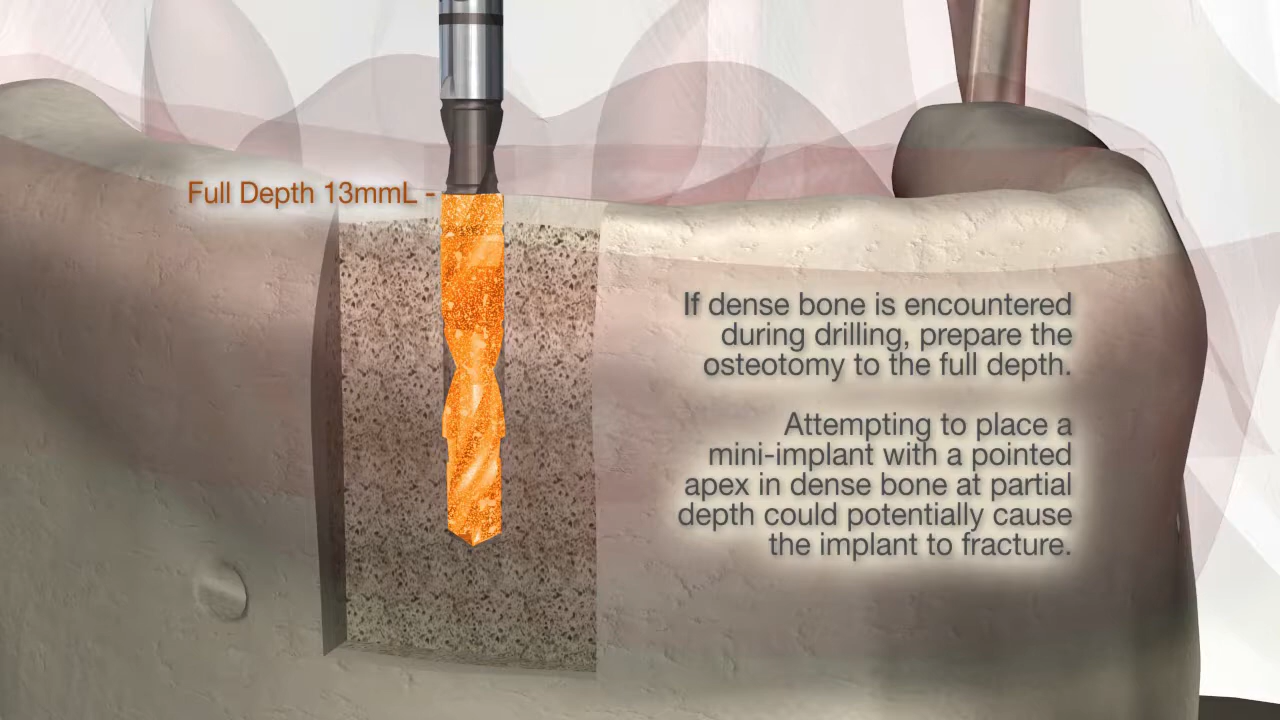 Full Depth 13mmL -
If dense bone is encountered
during drilling, prepare the
osteotomy to the full depth.
Attempting to place a
mini-implant with a pointed
apex in dense bone at partial
depth could potentially cause
the implant to fracture.